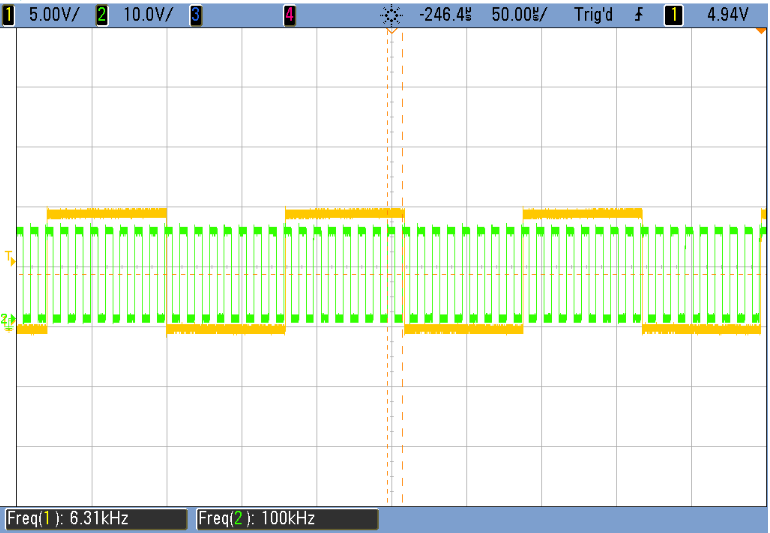 1 5.00V/ 2 10.0V/ 3 4 -246.4µs 50.00µs/ Trig'd 1 4.94V
T
2
Freq(1): 6.31kHz Freq(2): 100kHz